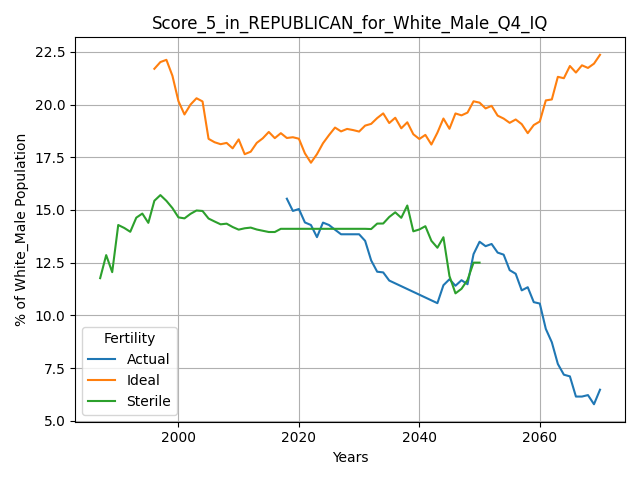 Score_5_in_REPUBLICAN_for_White_Male_Q4_IQ
% of White_Male Population
22.5
20.0
17.5
15.0
12.5
10.0
7.5
5.0
Fertility
Actual
Ideal
Sterile
2000
2020
2040
2060
Years